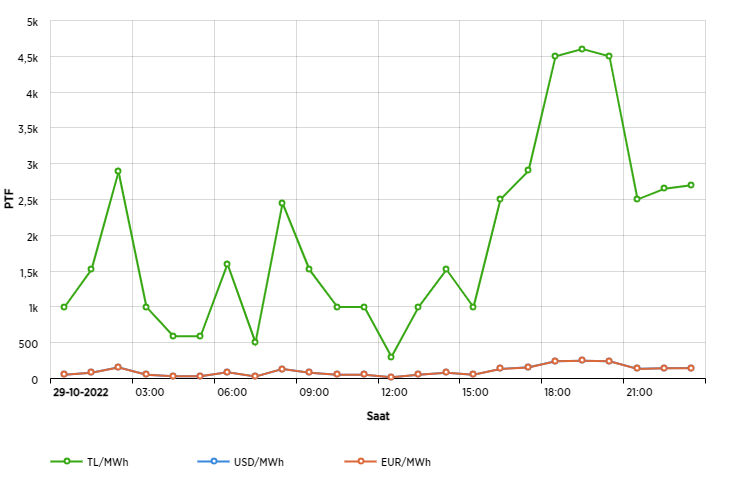 5k
4,5k
4k
3,5k
3k
2,5k
2k
1,5k
1k
500
0
PTF
29-10-2022 03:00 06:00 09:00 12:00 15:00 18:00 21:00
Saat
TL/MWh USD/MWh EUR/MWh